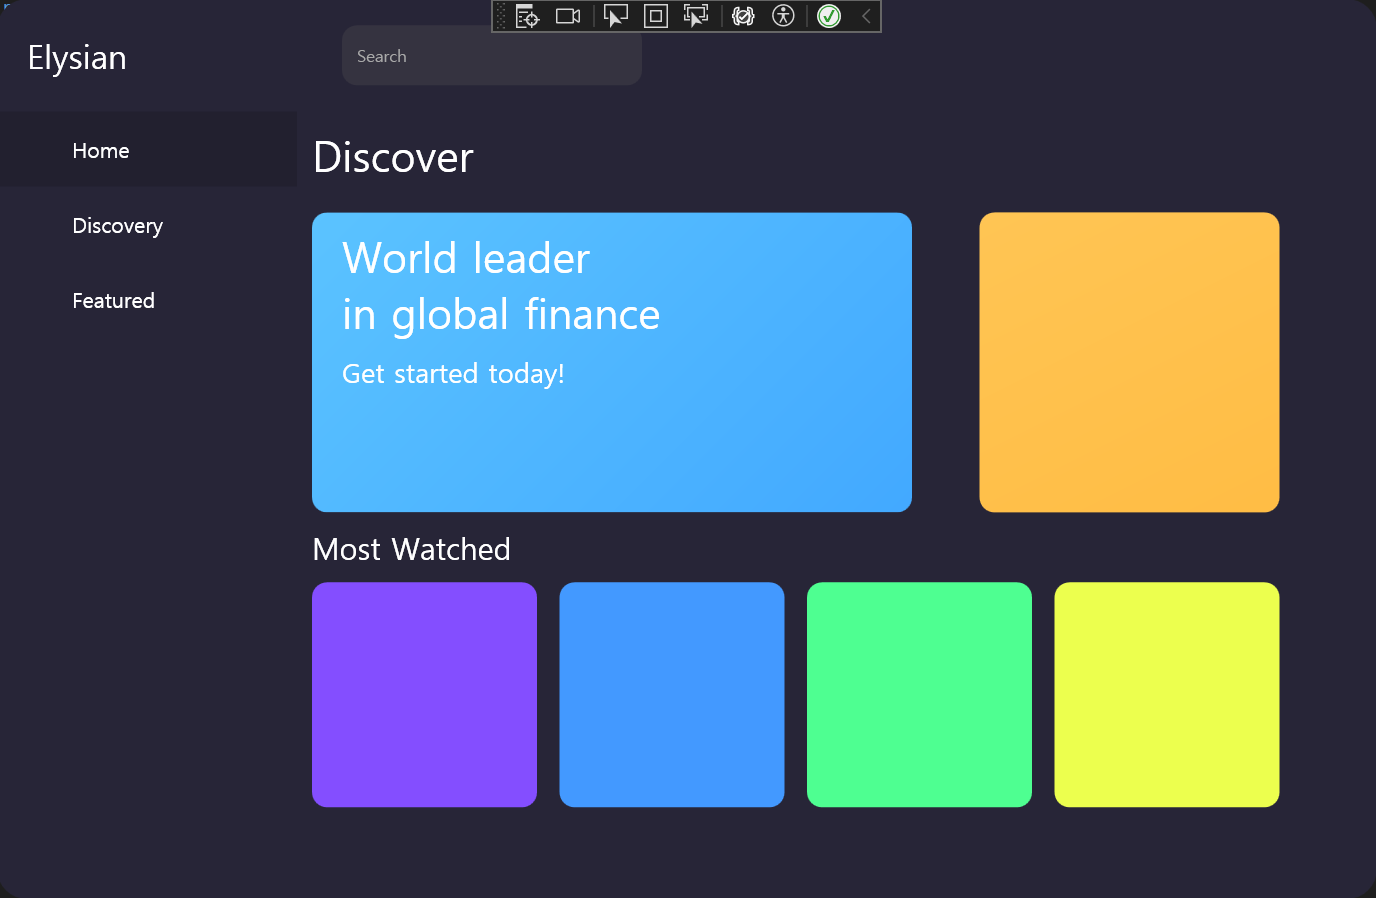 Elysian
Search
Home
Discovery
Featured
Discover
World leader
in global finance
Get started today!
Most Watched